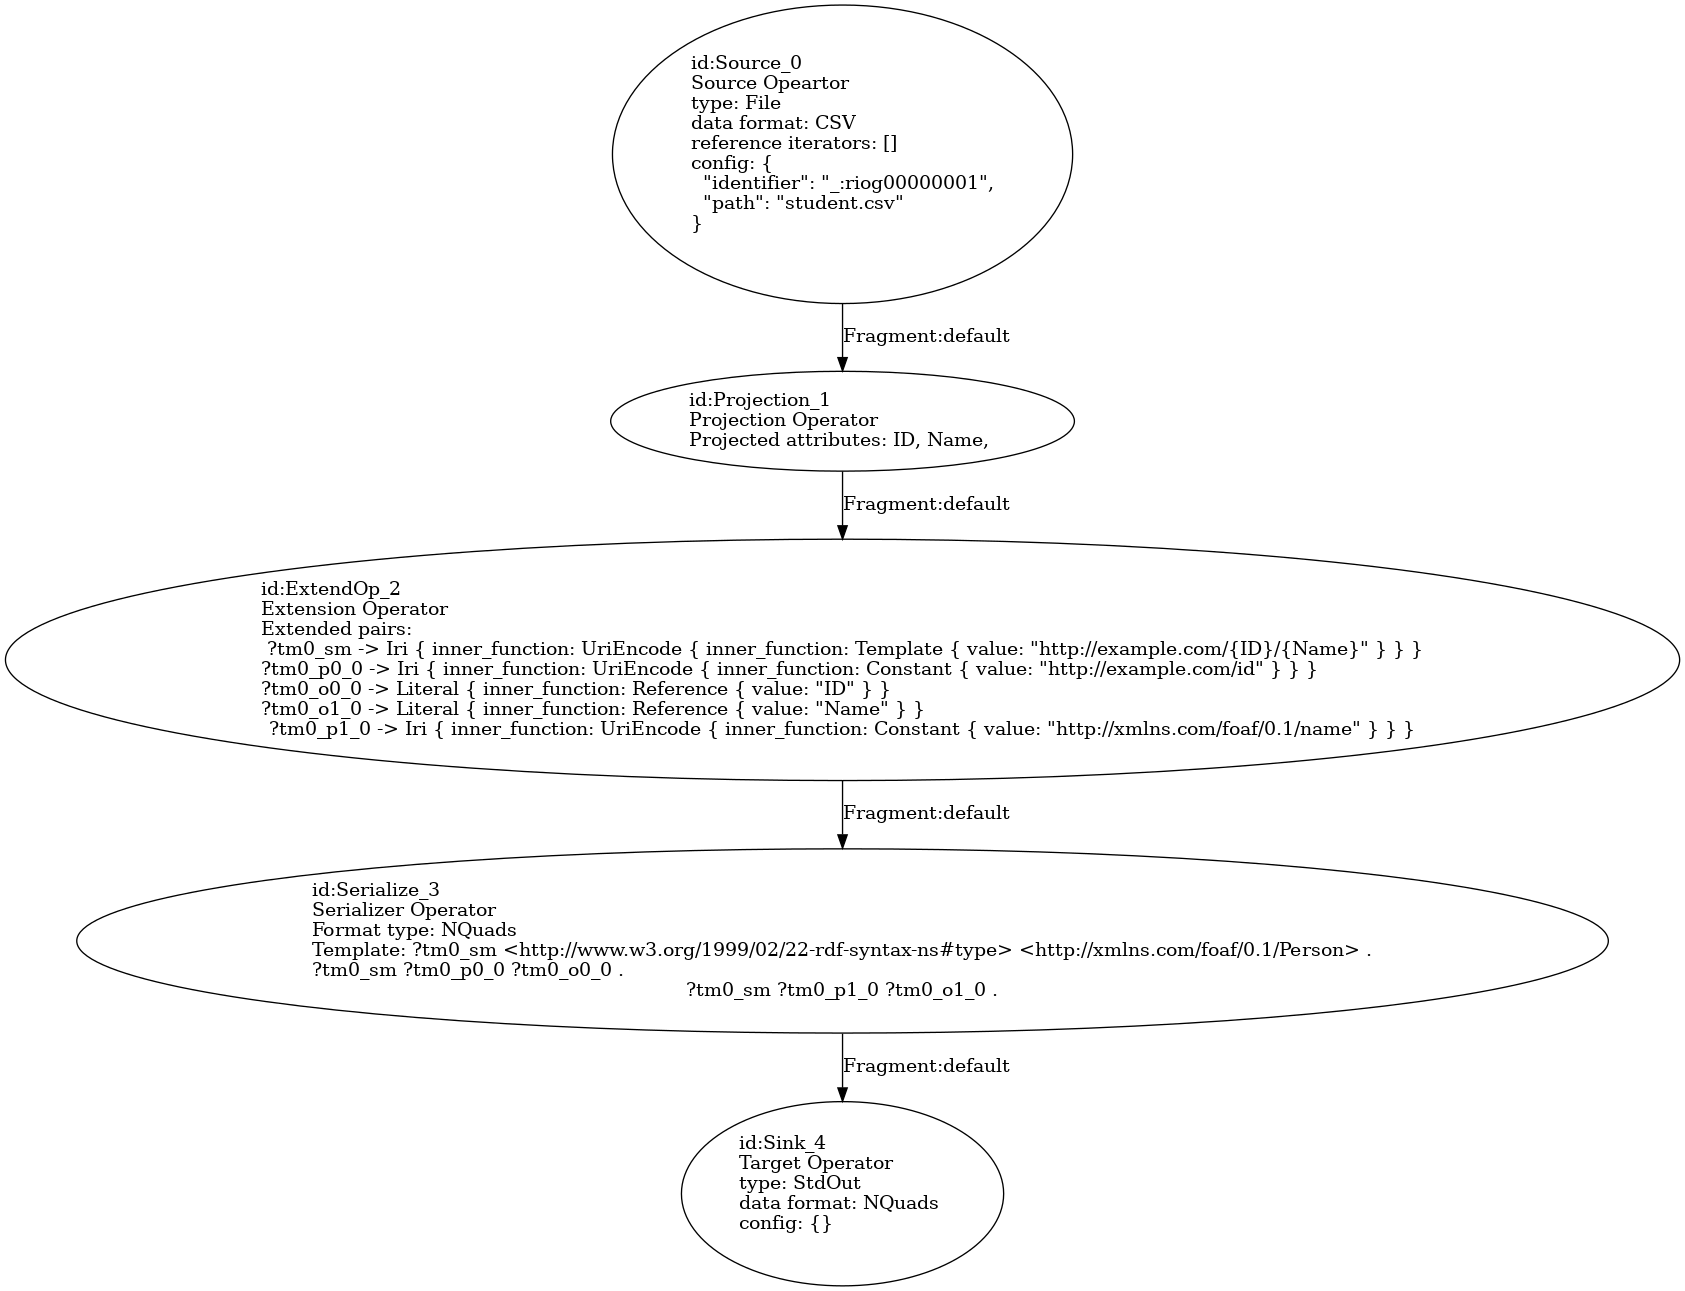 id:Source_0
Source Opeartor
type: File
data format: CSV
reference iterators: []
config: {
"identifier": "_:riog00000001",
"path": "student.csv"
}
Fragment:default
id:Projection_1
Projection Operator
Projected attributes: ID, Name,
Fragment:default
id:ExtendOp_2
Extension Operator
Extended pairs:
?tm0_sm -> Iri { inner_function: UriEncode { inner_function: Template { value: "http://example.com/{ID}/{Name}" } } }
?tm0_p0_0 -> Iri { inner_function: UriEncode { inner_function: Constant { value: "http://example.com/id" } } }
?tm0_o0_0 -> Literal { inner_function: Reference { value: "ID" } }
?tm0_o1_0 -> Literal { inner_function: Reference { value: "Name" } }
?tm0_p1_0 -> Iri { inner_function: UriEncode { inner_function: Constant { value: "http://xmlns.com/foaf/0.1/name" } } }
Fragment:default
id:Serialize_3
Serializer Operator
Format type: NQuads
Template: ?tm0_sm <http://www.w3.org/1999/02/22-rdf-syntax-ns#type> <http://xmlns.com/foaf/0.1/Person> .
?tm0_sm ?tm0_p0_0 ?tm0_o0_0 .
?tm0_sm ?tm0_p1_0 ?tm0_o1_0 .
Fragment:default
id:Sink_4
Target Operator
type: StdOut
data format: NQuads
config: {}